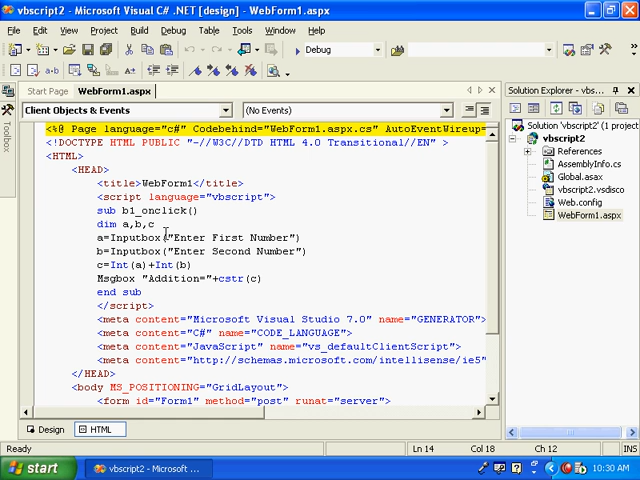 vbscript2 - Microsoft Visual C# .NET [design] - WebForm1.aspx
File Edit View Project Build Debug Table Tools Window Help
Debug
Start Page WebForm1.aspx
Client Objects & Events (No Events)
<%@ Page language="c#" Codebehind="WebForm1.aspx.cs" AutoEventWireup=
<!DOCTYPE HTML PUBLIC "-//W3C//DTD HTML 4.0 Transitional//EN" >
<HTML>
<HEAD>
<title>WebForm1</title>
<script language="vbscript">
sub b1_onclick()
dim a,b,c
a=Inputbox("Enter First Number")
b=Inputbox("Enter Second Number")
c=Int(a)+Int(b)
Msgbox "Addition="+cstr(c)
end sub
</script>
<meta content="Microsoft Visual Studio 7.0" name="GENERATOR">
<meta content="C#" name="CODE_LANGUAGE">
<meta content="JavaScript" name="vs_defaultClientScript">
<meta content="http://schemas.microsoft.com/intellisense/ie5"
</HEAD>
<body MS_POSITIONING="GridLayout">
<form id="Form1" method="post" runat="server">
Design HTML
Toolbox
Solution Explorer - vbs...
Solution 'vbscript2' (1 project)
vbscript2
References
AssemblyInfo.cs
Global.asax
vbscript2.vsdisco
Web.config
WebForm1.aspx
Ready Ln 14 Col 18 Ch 12 INS
start vbscript2 - Microsoft ... 10:30 AM